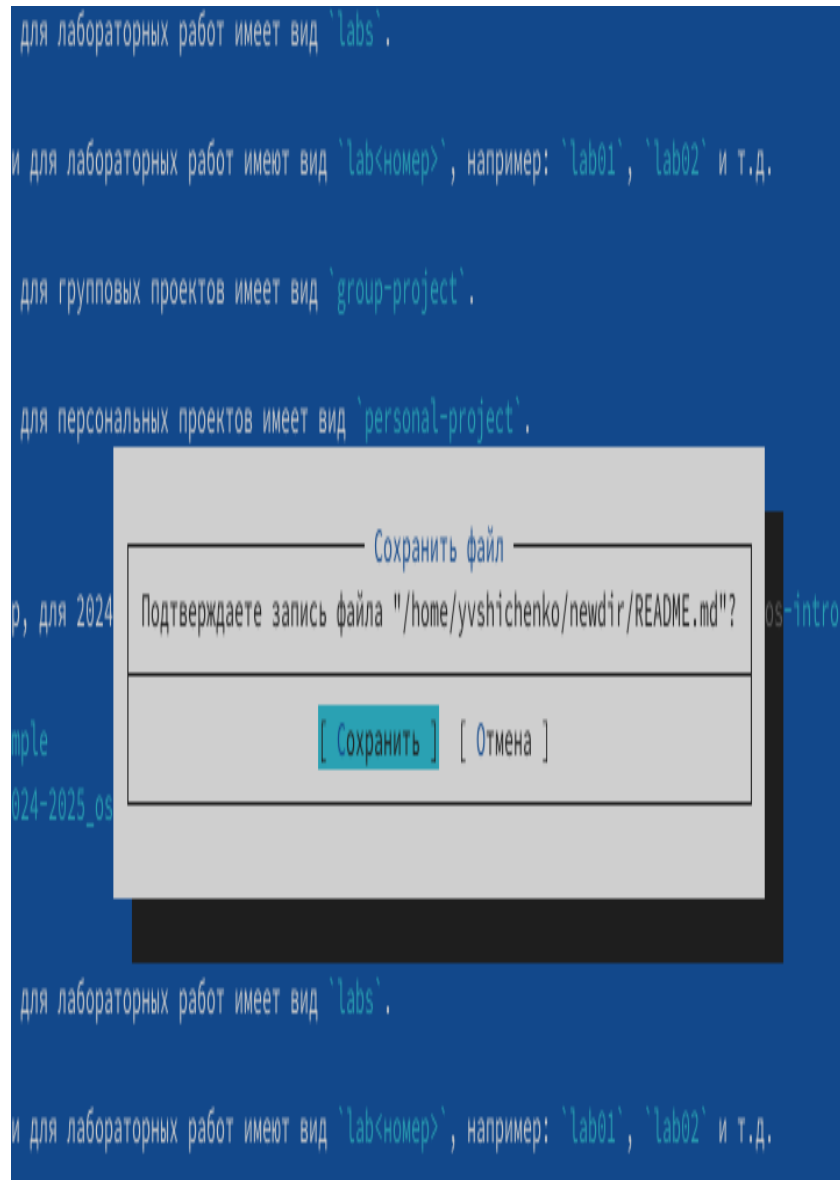 для лабораторных работ имеет вид `labs`.
и для лабораторных работ имеют вид `lab<номер>`, например: `lab01`, `lab02` и т.д.
для групповых проектов имеет вид `group-project`.
для персональных проектов имеет вид `personal-project`.
Сохранить файл
р, для 2024
Подтверждаете запись файла "/home/yvshichenko/newdir/README.md"?
os-intro
[ Сохранить ] [ Отмена ]
mple
024-2025_os
для лабораторных работ имеет вид `labs`.
и для лабораторных работ имеют вид `lab<номер>`, например: `lab01`, `lab02` и т.д.